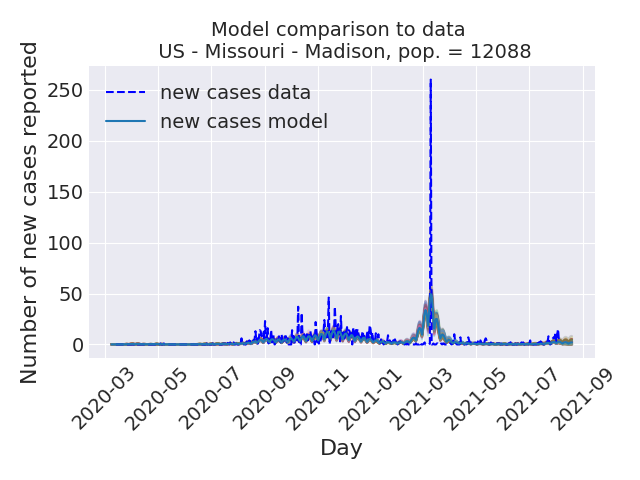 Model comparison to data
US - Missouri - Madison, pop. = 12088
Number of new cases reported
250
200
150
100
50
0
new cases data
new cases model
2020-03
2020-05
2020-07
2020-09
2020-11
2021-01
2021-03
2021-05
2021-07
2021-09
Day